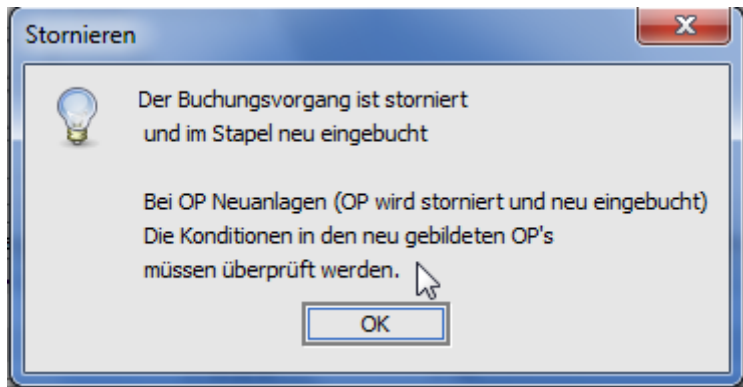 Stornieren
Der Buchungsvorgang ist storniert
und im Stapel neu eingebucht
Bei OP Neuanlagen (OP wird storniert und neu eingebucht)
Die Konditionen in den neu gebildeten OP's
müssen überprüft werden.
OK